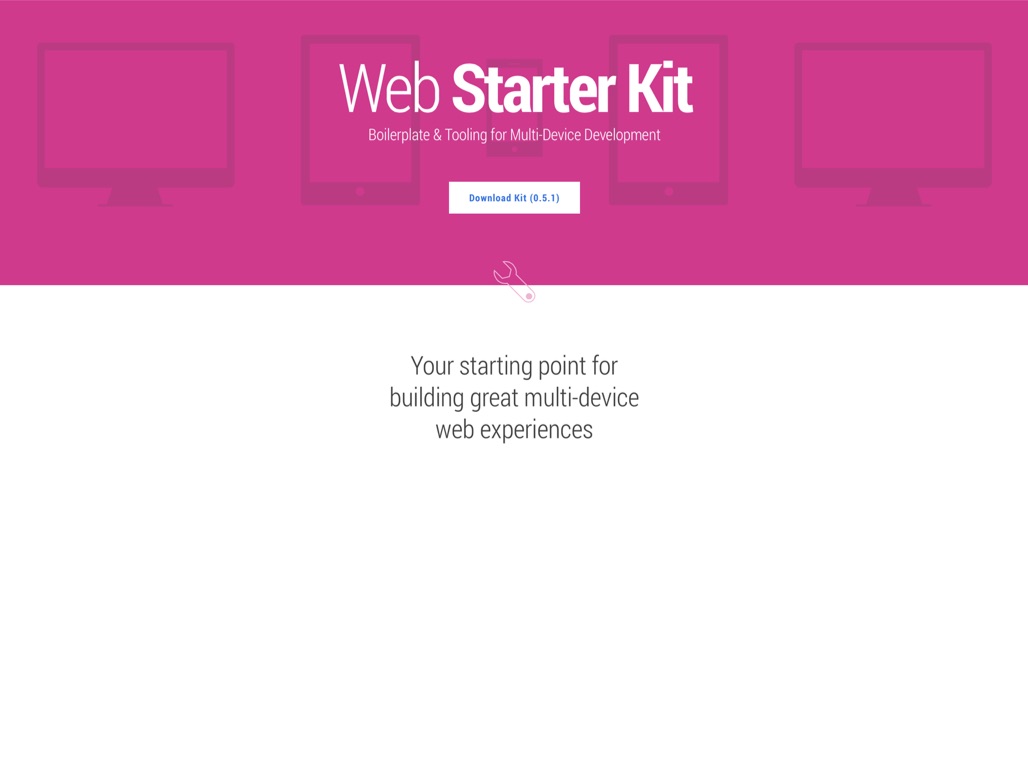 Web Starter Kit
Boilerplate & Tooling for Multi-Device Development
Download Kit (0.5.1)
Your starting point for
building great multi-device
web experiences